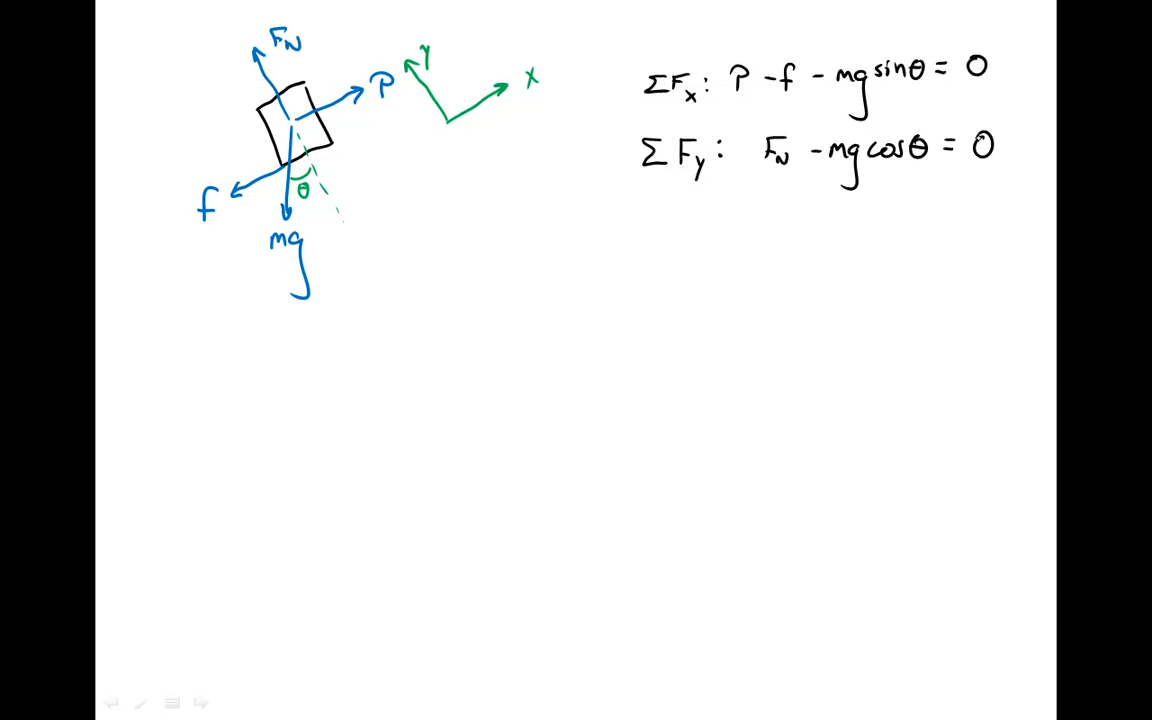 F_N
P
Y
X
f
θ
mg
ΣF_x: P - f - mg sinθ = 0
ΣF_y: F_N - mg cosθ = 0